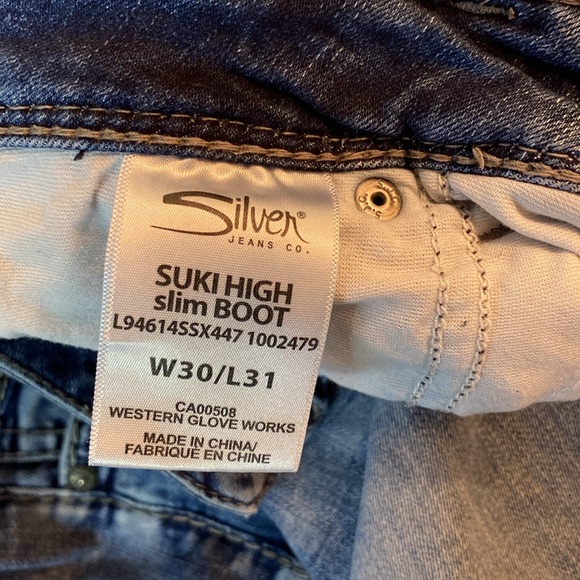 Silver®
JEANS CO.
SUKI HIGH
slim BOOT
L94614SSX447 1002479
W30/L31
CA00508
WESTERN GLOVE WORKS
MADE IN CHINA/
FABRIQUÉ EN CHINE